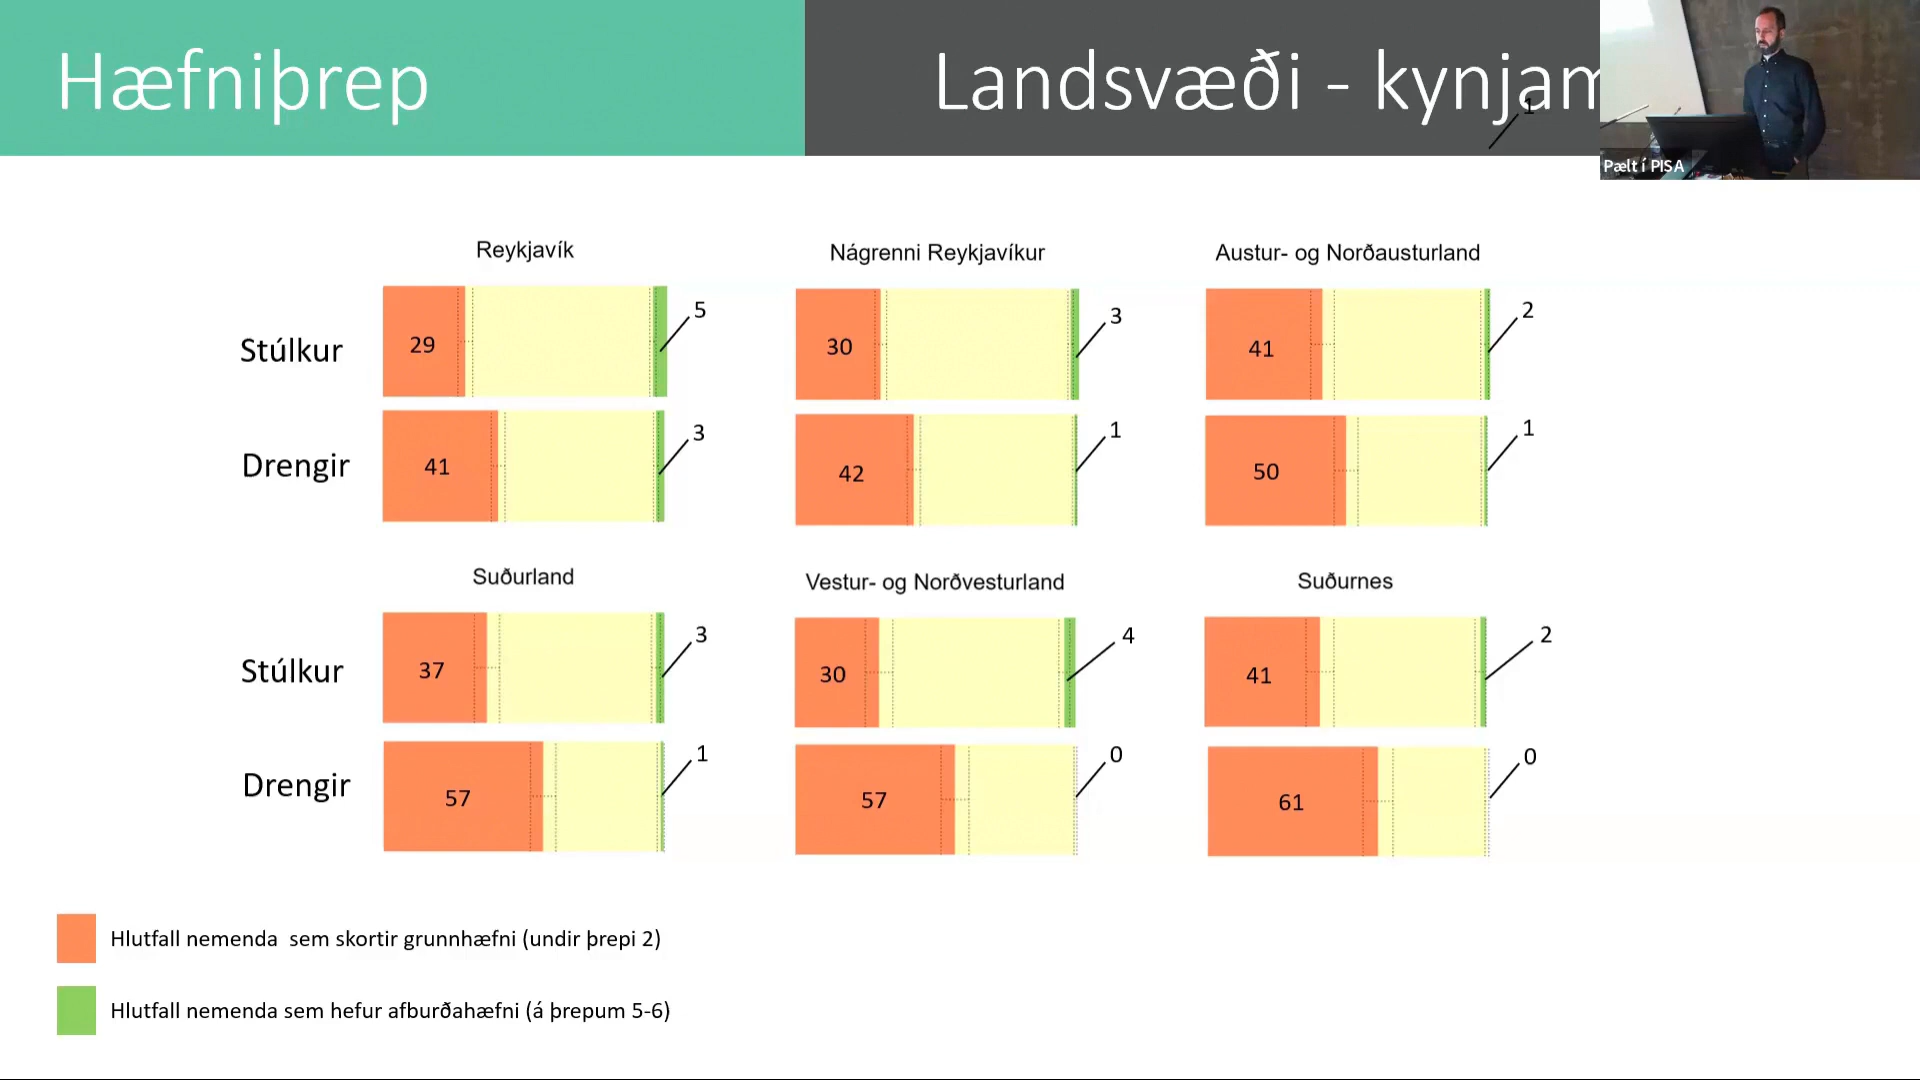 Hæfniþrep
Landsvæði - kynjam
1
Pælt í PISA
Reykjavík
Nágrenni Reykjavíkur
Austur- og Norðausturland
Stúlkur
29
5
30
3
41
2
Drengir
41
3
42
1
50
1
Suðurland
Vestur- og Norðvesturland
Suðurnes
Stúlkur
37
3
30
4
41
2
Drengir
57
1
57
0
61
0
Hlutfall nemenda sem skortir grunnhæfni (undir þrepi 2)
Hlutfall nemenda sem hefur afburðahæfni (á þrepum 5-6)